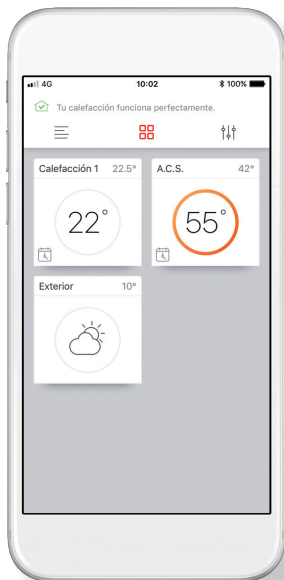 4G 10:02 100%
Tu calefacción funciona perfectamente.
Calefacción 1 22.5°
22°
A.C.S. 42°
55°
Exterior 10°